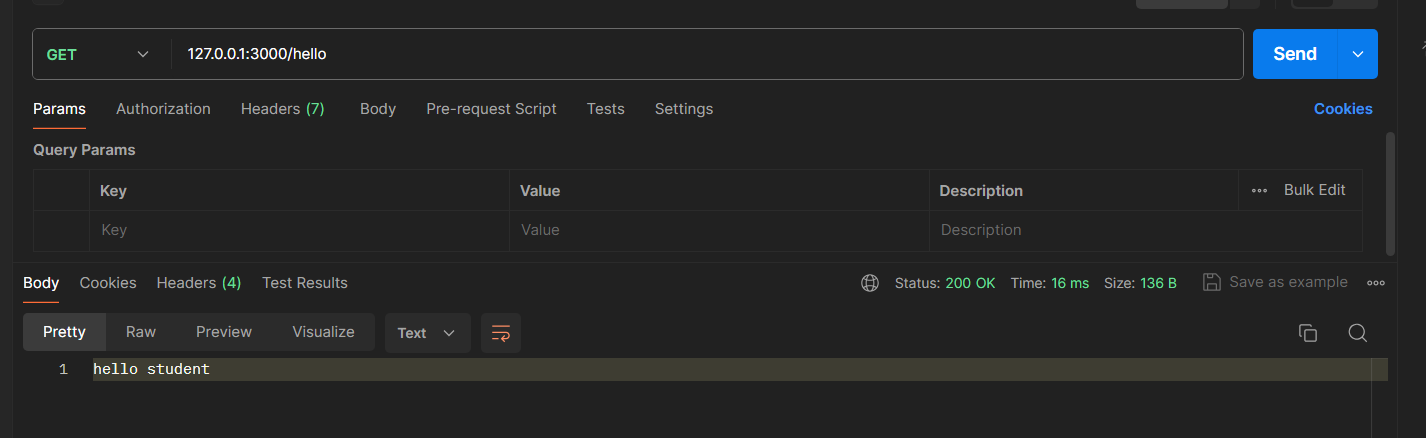 GET 127.0.0.1:3000/hello Send
Params Authorization Headers (7) Body Pre-request Script Tests Settings Cookies
Query Params
Key Value Description Bulk Edit
Key Value Description
Body Cookies Headers (4) Test Results Status: 200 OK Time: 16 ms Size: 136 B Save as example
Pretty Raw Preview Visualize Text
1 hello student